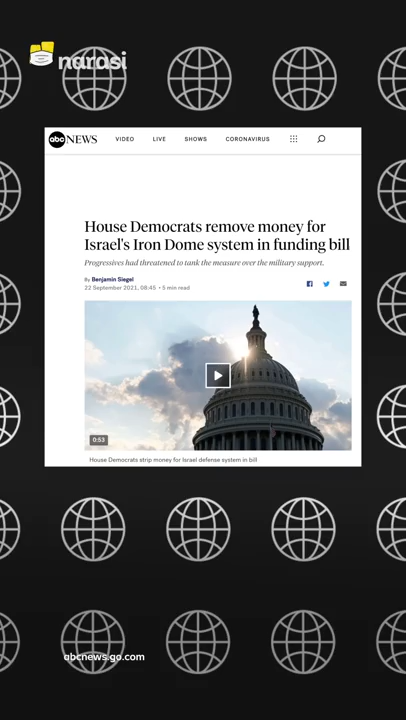 narasi
abc NEWS VIDEO LIVE SHOWS CORONAVIRUS
House Democrats remove money for
Israel's Iron Dome system in funding bill
Progressives had threatened to tank the measure over the military support.
By Benjamin Siegel
22 September 2021, 08:45 • 5 min read
0:53
House Democrats strip money for Israel defense system in bill
abcnews.go.com